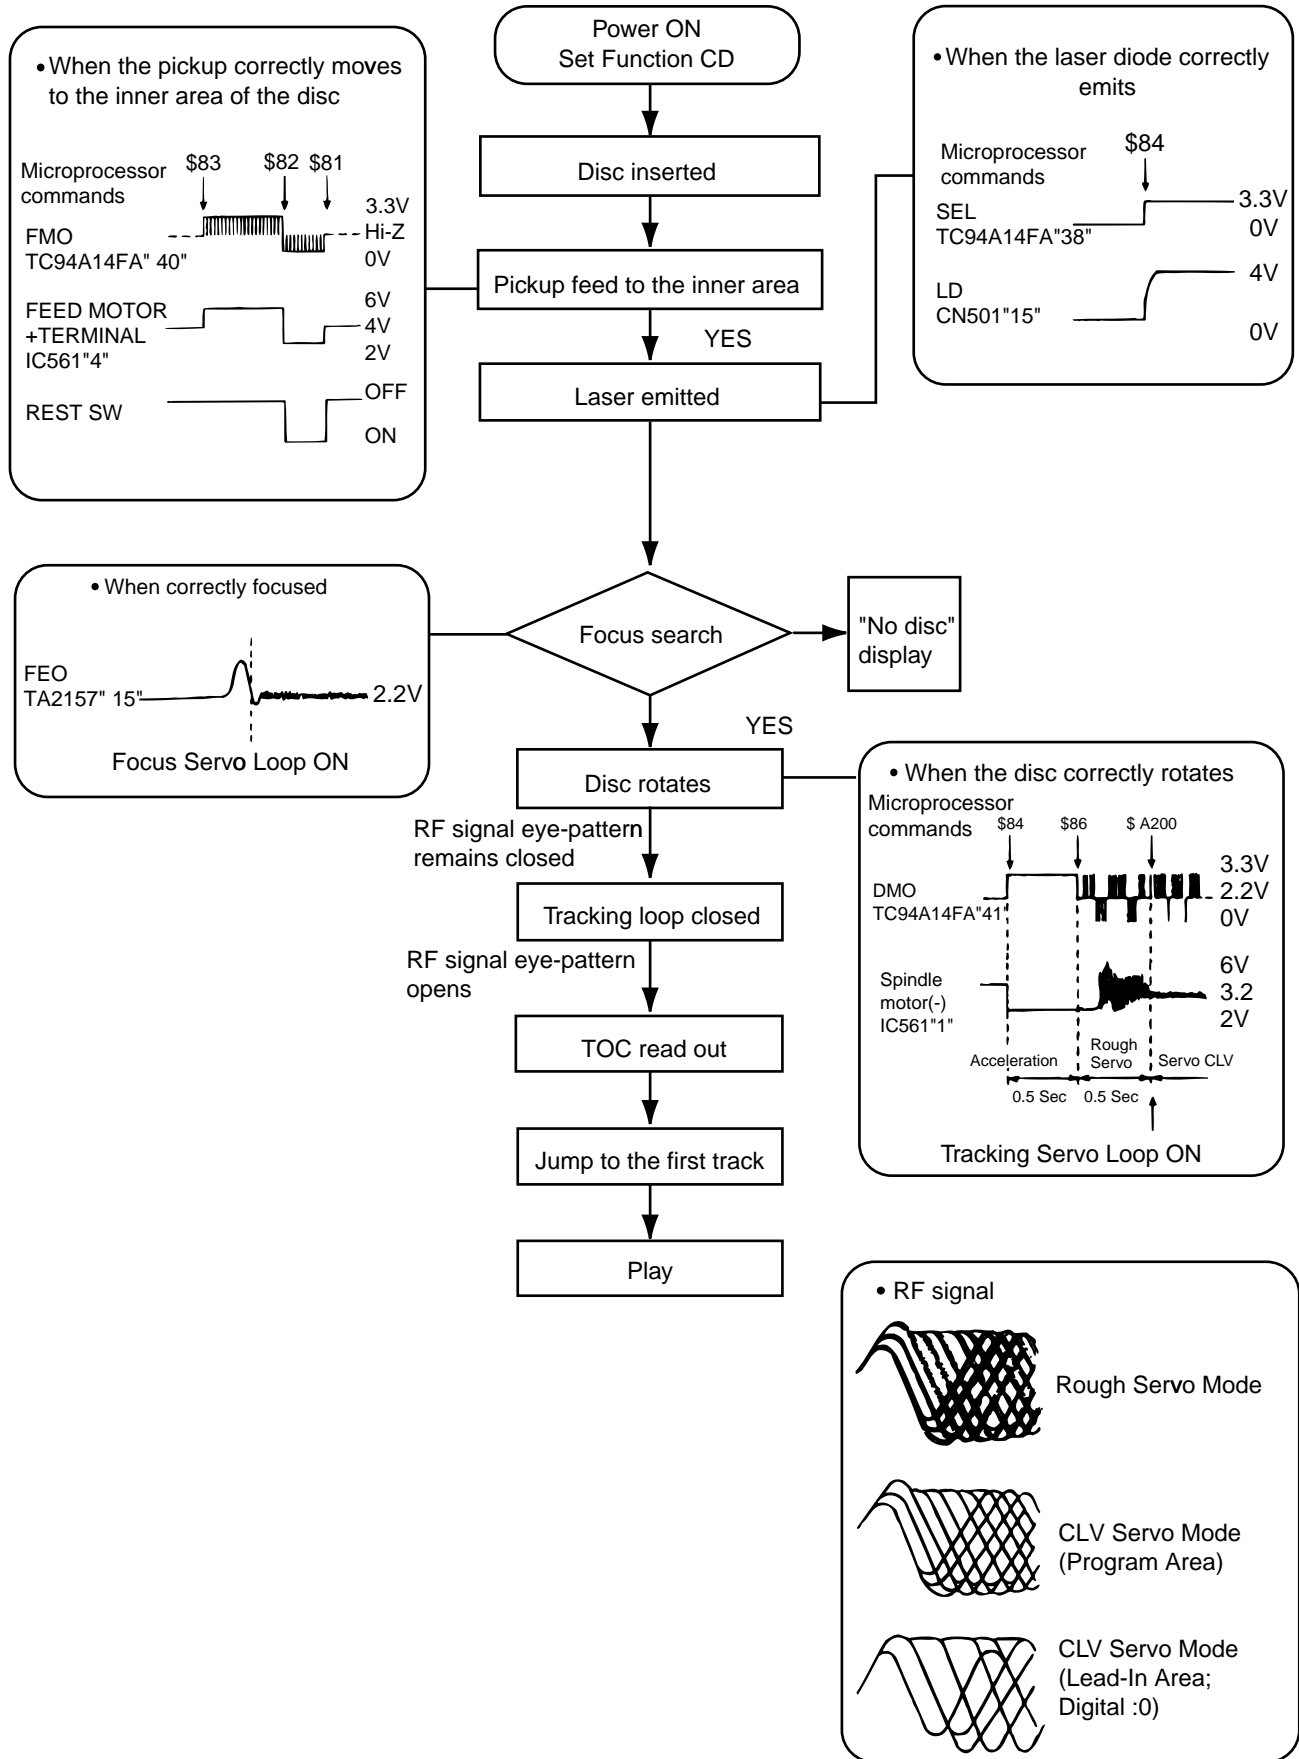 Power ON
Set Function CD
• When the pickup correctly moves
to the inner area of the disc
Microprocessor
commands
$83
$82
$81
FMO
TC94A14FA" 40"
3.3V
Hi-Z
0V
FEED MOTOR
+TERMINAL
IC561"4"
6V
4V
2V
REST SW
OFF
ON
Disc inserted
Pickup feed to the inner area
YES
Laser emitted
• When the laser diode correctly
emits
Microprocessor
commands
$84
SEL
TC94A14FA"38"
3.3V
0V
LD
CN501"15"
4V
0V
• When correctly focused
FEO
TA2157" 15"
2.2V
Focus Servo Loop ON
Focus search
"No disc"
display
YES
Disc rotates
RF signal eye-pattern
remains closed
Tracking loop closed
RF signal eye-pattern
opens
TOC read out
Jump to the first track
Play
• When the disc correctly rotates
Microprocessor
commands
$84
$86
$ A200
DMO
TC94A14FA"41"
3.3V
2.2V
0V
Spindle
motor(-)
IC561"1"
6V
3.2
2V
Acceleration
Rough
Servo
Servo CLV
0.5 Sec
0.5 Sec
Tracking Servo Loop ON
• RF signal
Rough Servo Mode
CLV Servo Mode
(Program Area)
CLV Servo Mode
(Lead-In Area;
Digital :0)